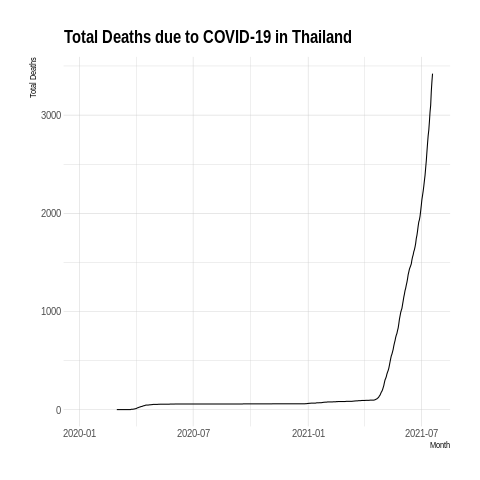 Total Deaths due to COVID-19 in Thailand
Total Deaths
3000
2000
1000
0
2020-01 2020-07 2021-01 2021-07
Month